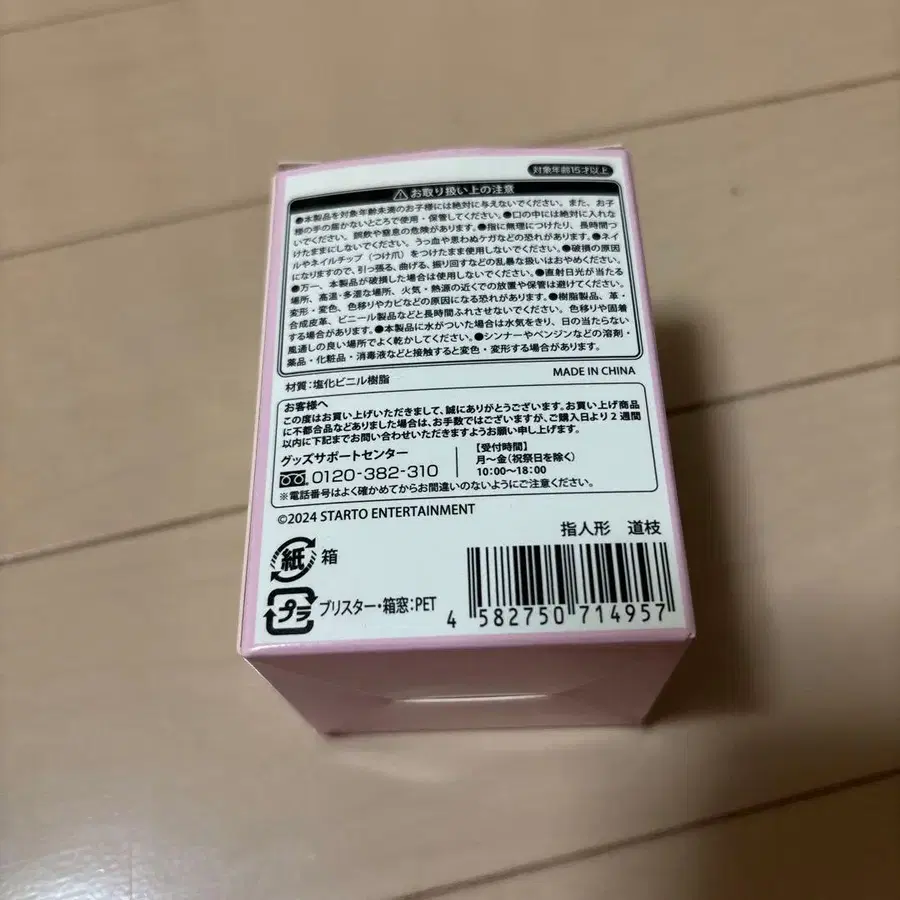 対象年齢15才以上
お取り扱い上の注意
●本製品を対象年齢未満のお子様には絶対に与えないでください。また、お子
様の手の届かないところで使用・保管してください。●口の中には絶対に入れな
いでください。誤飲や窒息の危険があります。●指に無理につけたり、長時間つ
けたままにしないでください。うっ血や思わぬケガなどの恐れがあります。●ネイ
ルやネイルチップ（つけ爪）をつけたまま使用しないでください。●破損の原因
になりますので、引っ張る、曲げる、振り回すなどの乱暴な扱いはおやめください。
●万一、本製品が破損した場合は使用しないでください。●直射日光が当たる
場所、高温・多湿な場所、火気・熱源の近くでの放置や保管は避けてください。
変形・変色、色移りやカビなどの原因になる恐れがあります。●樹脂製品、革・
合成皮革、ビニール製品などと長時間ふれさせないでください。色移りや固着
する場合があります。●本製品に水がついた場合は水気をきり、日の当たらない
風通しの良い場所でよく乾かしてください。●シンナーやベンジンなどの溶剤・
薬品・化粧品・消毒液などと接触すると変色・変形する場合があります。
材質：塩化ビニル樹脂
MADE IN CHINA
お客様へ
この度はお買い上げいただきまして、誠にありがとうございます。お買い上げ商品
に不都合品などありました場合は、お手数ではございますが、ご購入日より2週間
以内に下記までお問い合わせいただきますようお願い申し上げます。
グッズサポートセンター
0120-382-310
【受付時間】
月〜金（祝祭日を除く）
10：00〜18：00
※電話番号はよく確かめてからお間違いのないようにご注意ください。
©2024 STARTO ENTERTAINMENT
指人形 道枝
紙 箱
プラ ブリスター・箱窓：PET
4 582750 714957